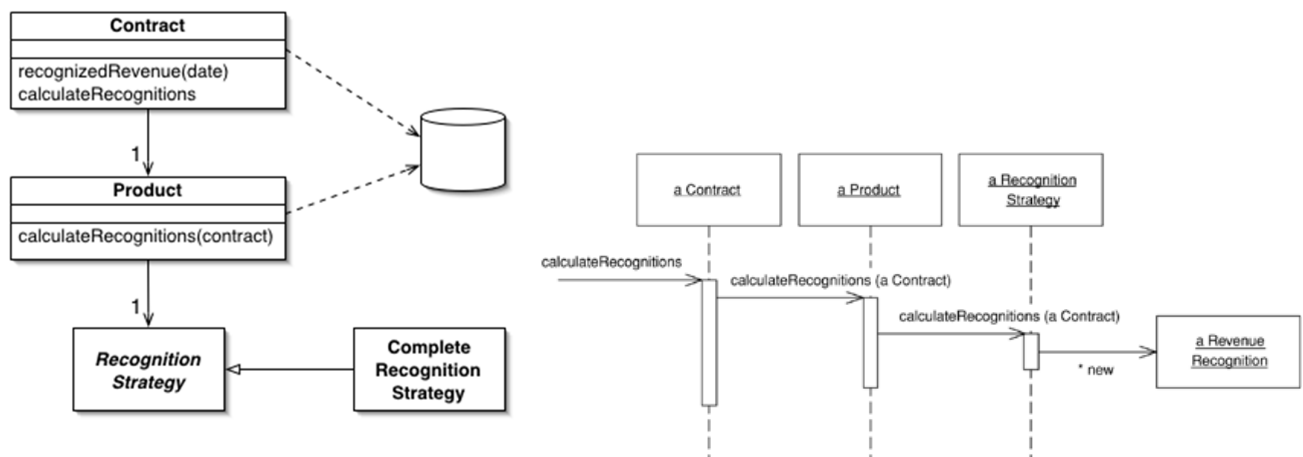 Contract
recognizedRevenue(date)
calculateRecognitions
1
Product
calculateRecognitions(contract)
1
Recognition
Strategy
Complete
Recognition
Strategy
a Contract
a Product
a Recognition
Strategy
calculateRecognitions
calculateRecognitions (a Contract)
calculateRecognitions (a Contract)
* new
a Revenue
Recognition